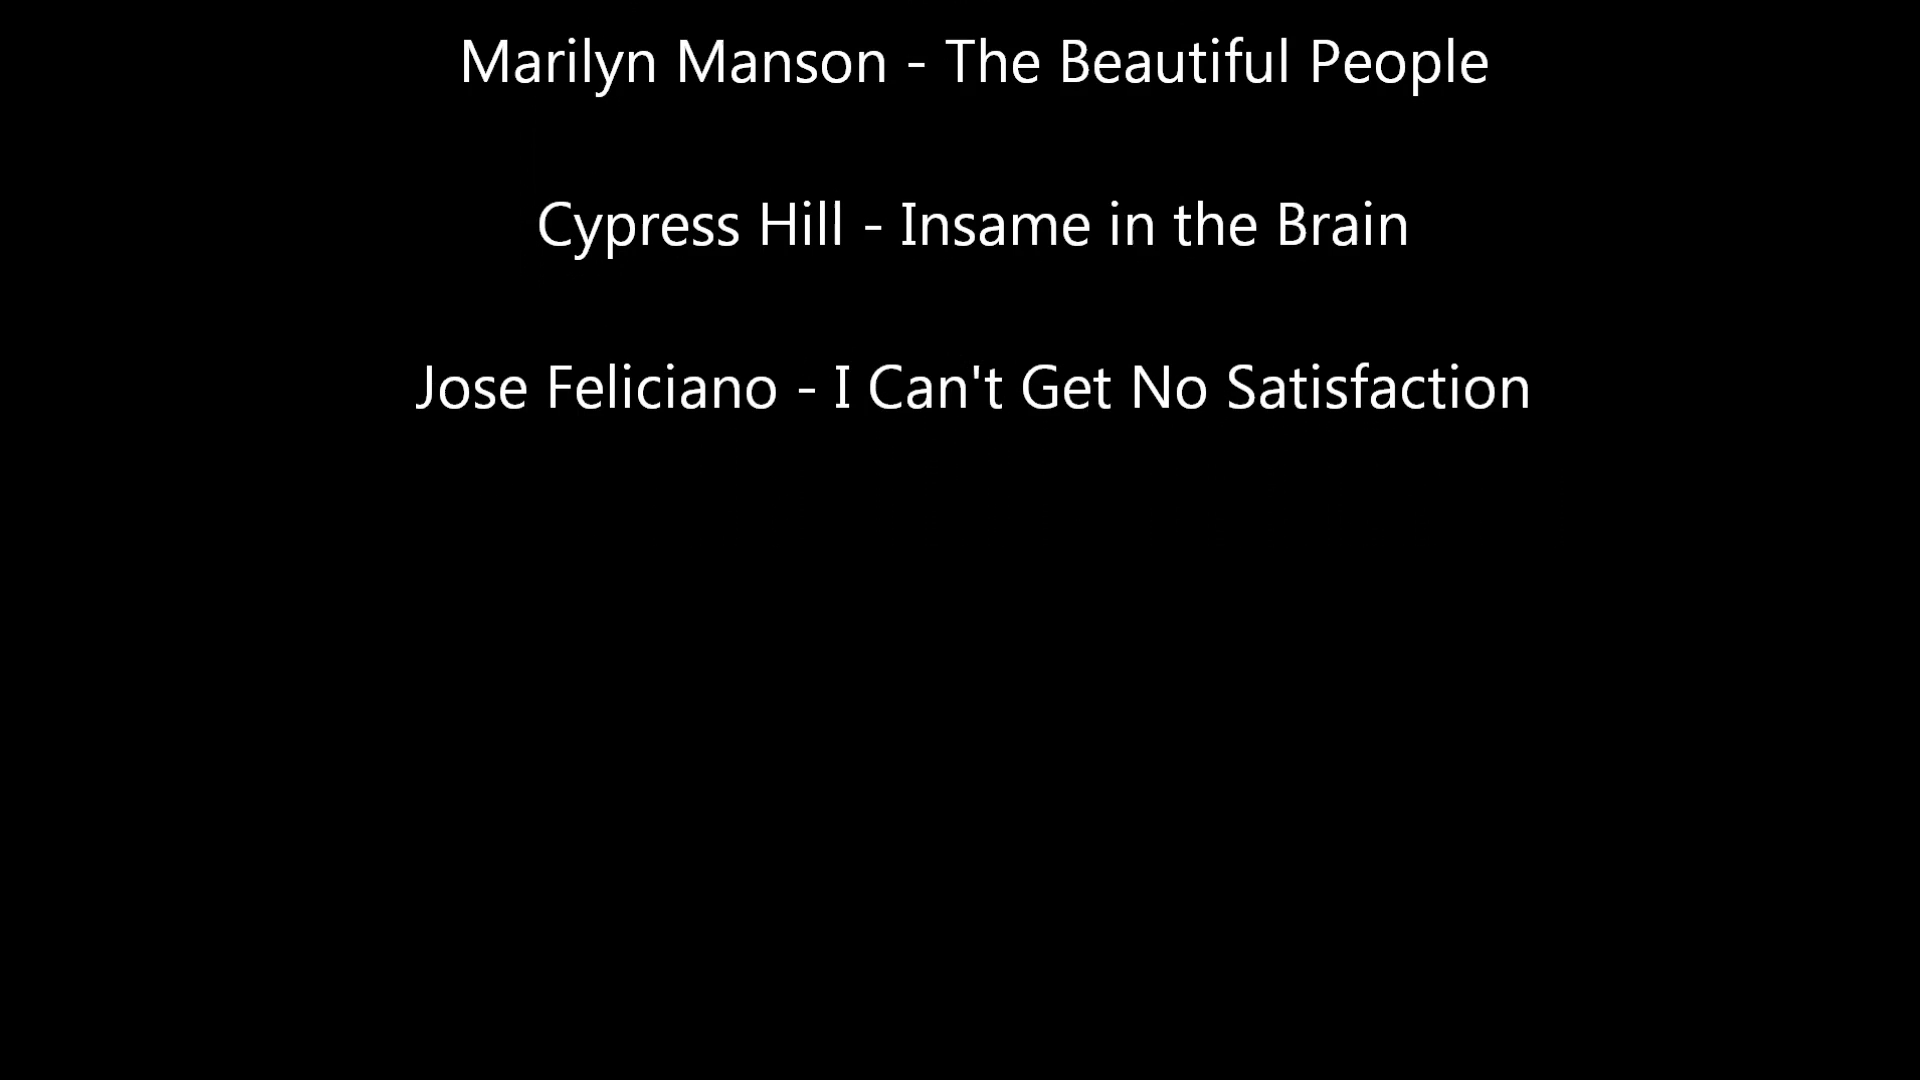 Marilyn Manson - The Beautiful People
Cypress Hill - Insame in the Brain
Jose Feliciano - I Can't Get No Satisfaction